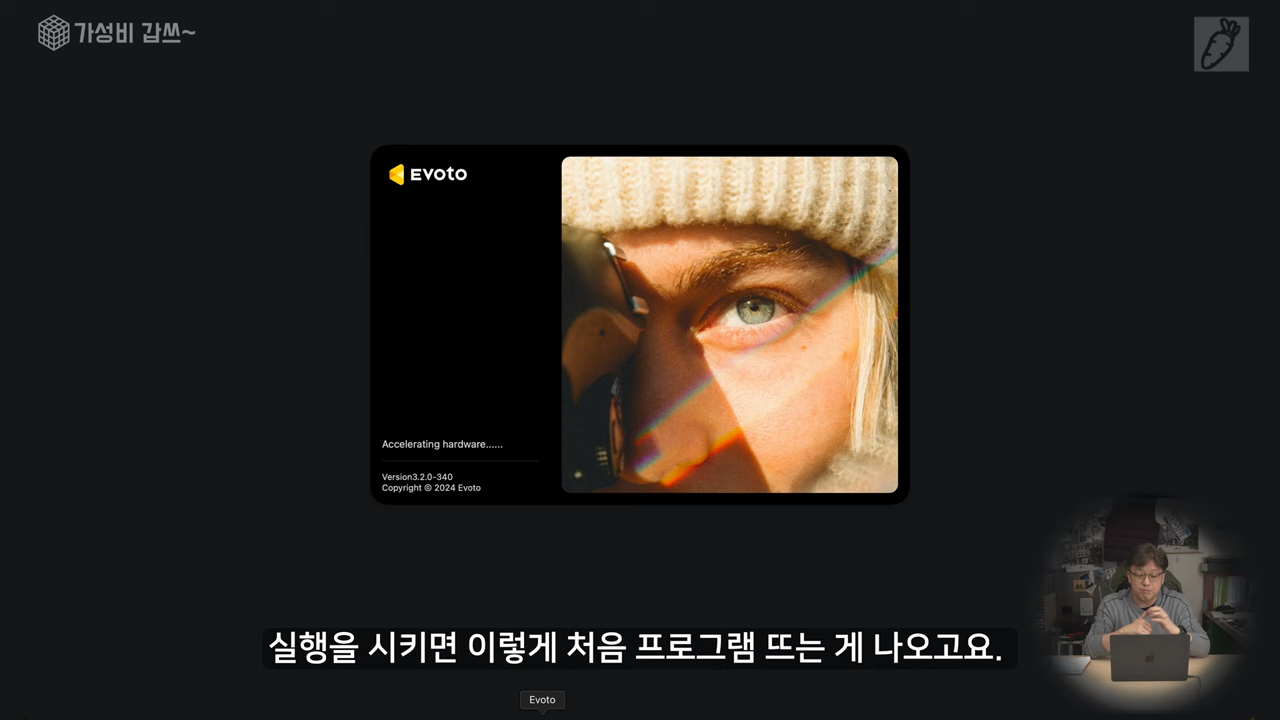 가성비 갑쓰~
EVOTO
Accelerating hardware......
Version3.2.0-340
Copyright © 2024 Evoto
실행을 시키면 이렇게 처음 프로그램 뜨는 게 나오고요.
Evoto